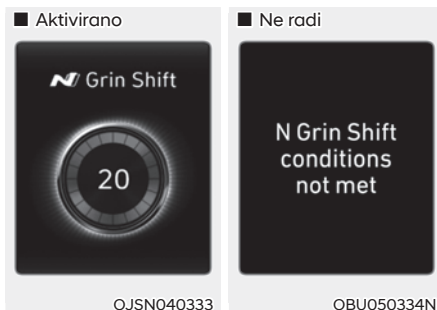 ■ Aktivirano
N Grin Shift
20
OJSN040333
■ Ne radi
N Grin Shift
conditions
not met
OBU050334N